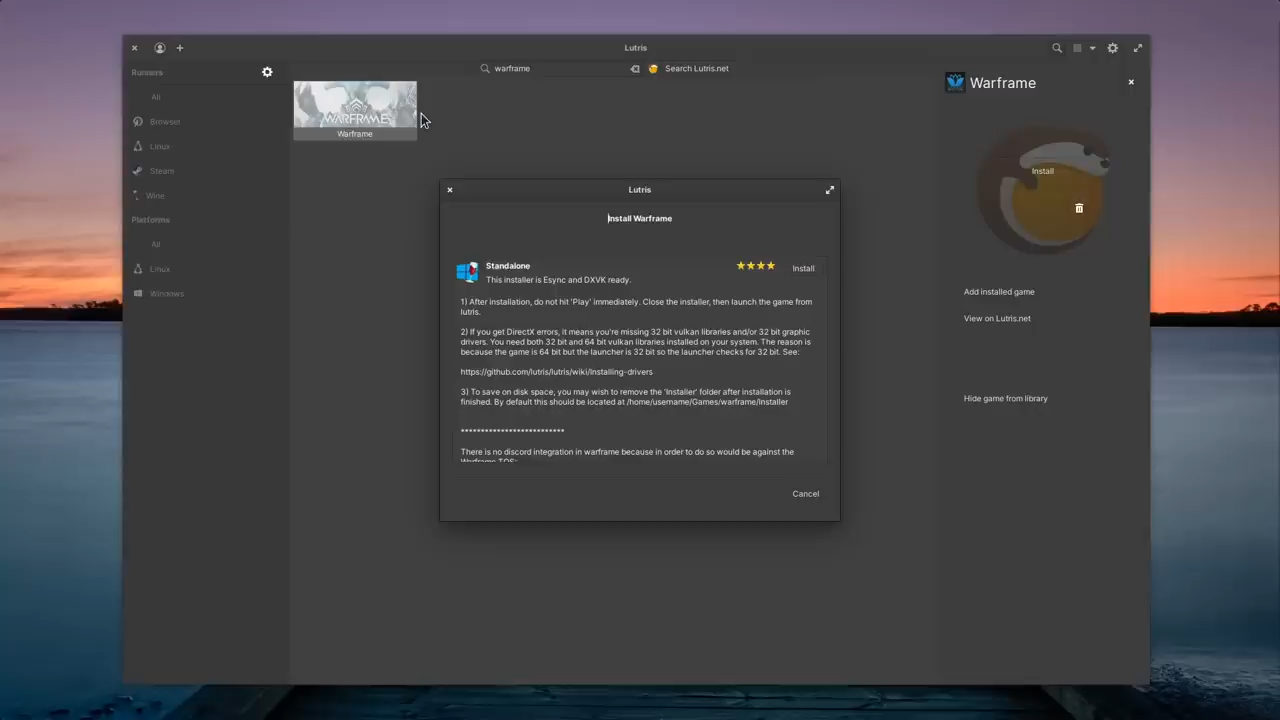 Lutris
Runners
warframe
Search Lutris.net
Warframe
All
Browser
WARFRAME
Warframe
Linux
Install
Steam
Wine
Platforms
All
Linux
Windows
Lutris
Install Warframe
Standalone
Install
This installer is Esync and DXVK ready.
1) After installation, do not hit 'Play' immediately. Close the installer, then launch the game from
lutris.
2) If you get DirectX errors, it means you're missing 32 bit vulkan libraries and/or 32 bit graphic
drivers. You need both 32 bit and 64 bit vulkan libraries installed on your system. The reason is
because the game is 64 bit but the launcher is 32 bit so the launcher checks for 32 bit. See:
https://github.com/lutris/lutris/wiki/Installing-drivers
3) To save on disk space, you may wish to remove the 'Installer' folder after installation is
finished. By default this should be located at /home/username/Games/warframe/Installer
**************************
There is no discord integration in warframe because in order to do so would be against the
Warframe TOS:
Cancel
Add installed game
View on Lutris.net
Hide game from library